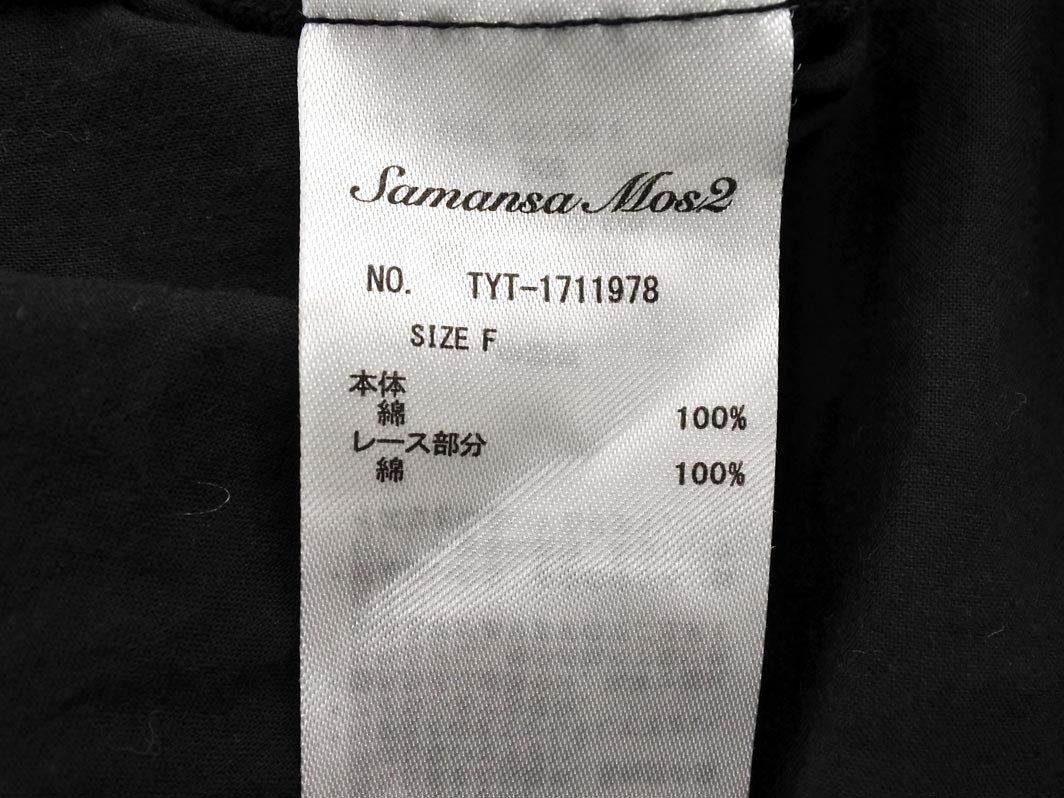 Samansa Mos2
NO. TYT-1711978
SIZE F
本体
綿 100%
レース部分
綿 100%